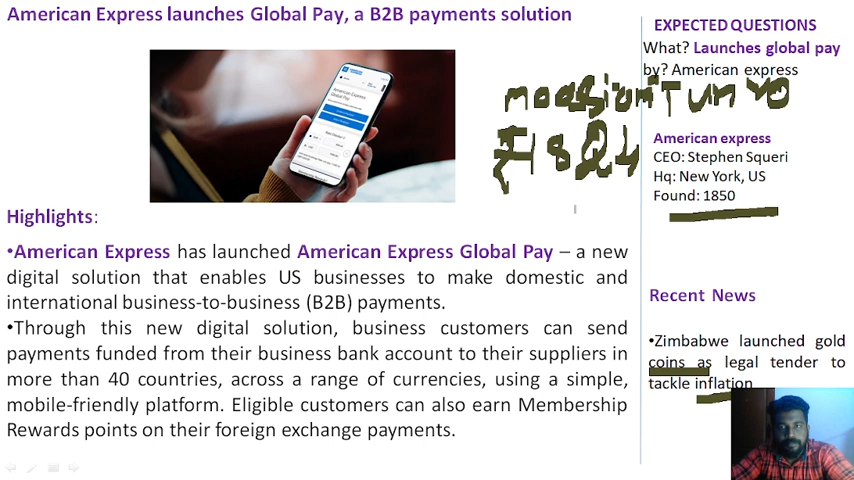 American Express launches Global Pay, a B2B payments solution
Highlights:
•American Express has launched American Express Global Pay – a new
digital solution that enables US businesses to make domestic and
international business-to-business (B2B) payments.
•Through this new digital solution, business customers can send
payments funded from their business bank account to their suppliers in
more than 40 countries, across a range of currencies, using a simple,
mobile-friendly platform. Eligible customers can also earn Membership
Rewards points on their foreign exchange payments.
EXPECTED QUESTIONS
What? Launches global pay
by? American express
American express
CEO: Stephen Squeri
Hq: New York, US
Found: 1850
Recent News
•Zimbabwe launched gold
coins as legal tender to
tackle inflation
American Express
Global Pay